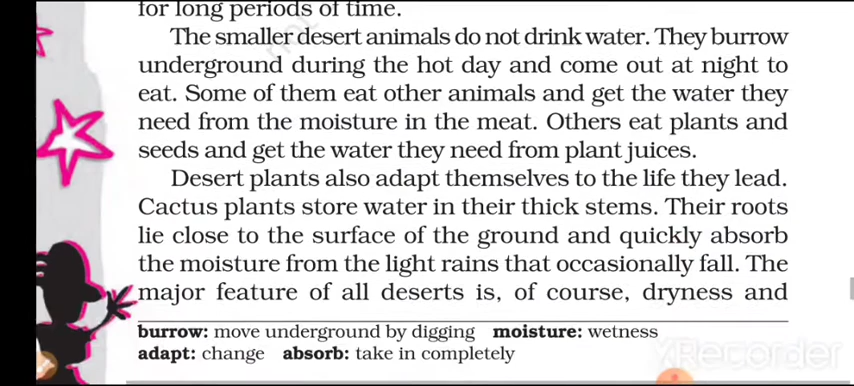 for long periods of time.
The smaller desert animals do not drink water. They burrow
underground during the hot day and come out at night to
eat. Some of them eat other animals and get the water they
need from the moisture in the meat. Others eat plants and
seeds and get the water they need from plant juices.
Desert plants also adapt themselves to the life they lead.
Cactus plants store water in their thick stems. Their roots
lie close to the surface of the ground and quickly absorb
the moisture from the light rains that occasionally fall. The
major feature of all deserts is, of course, dryness and
burrow: move underground by digging moisture: wetness
adapt: change absorb: take in completely
XRecorder